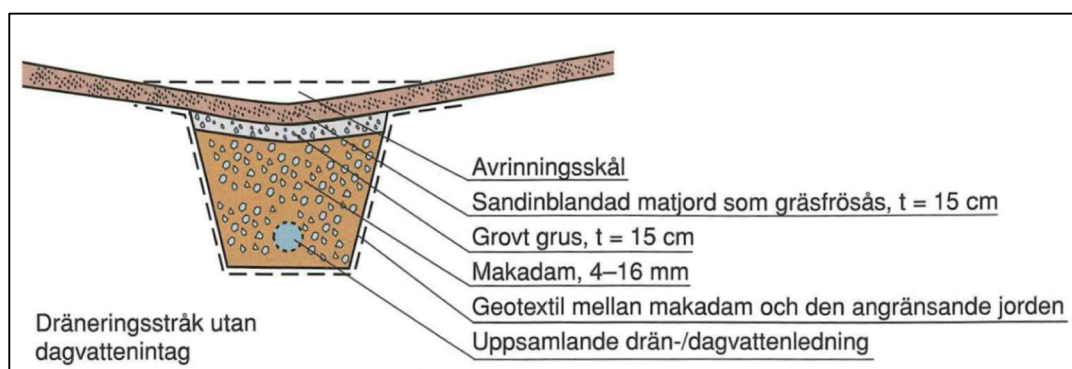 Avrinningsskål
Sandinblandad matjord som gräsfrösås, t = 15 cm
Grovt grus, t = 15 cm
Makadam, 4–16 mm
Geotextil mellan makadam och den angränsande jorden
Uppsamlande drän-/dagvattenledning
Dräneringsstråk utan
dagvattenintag